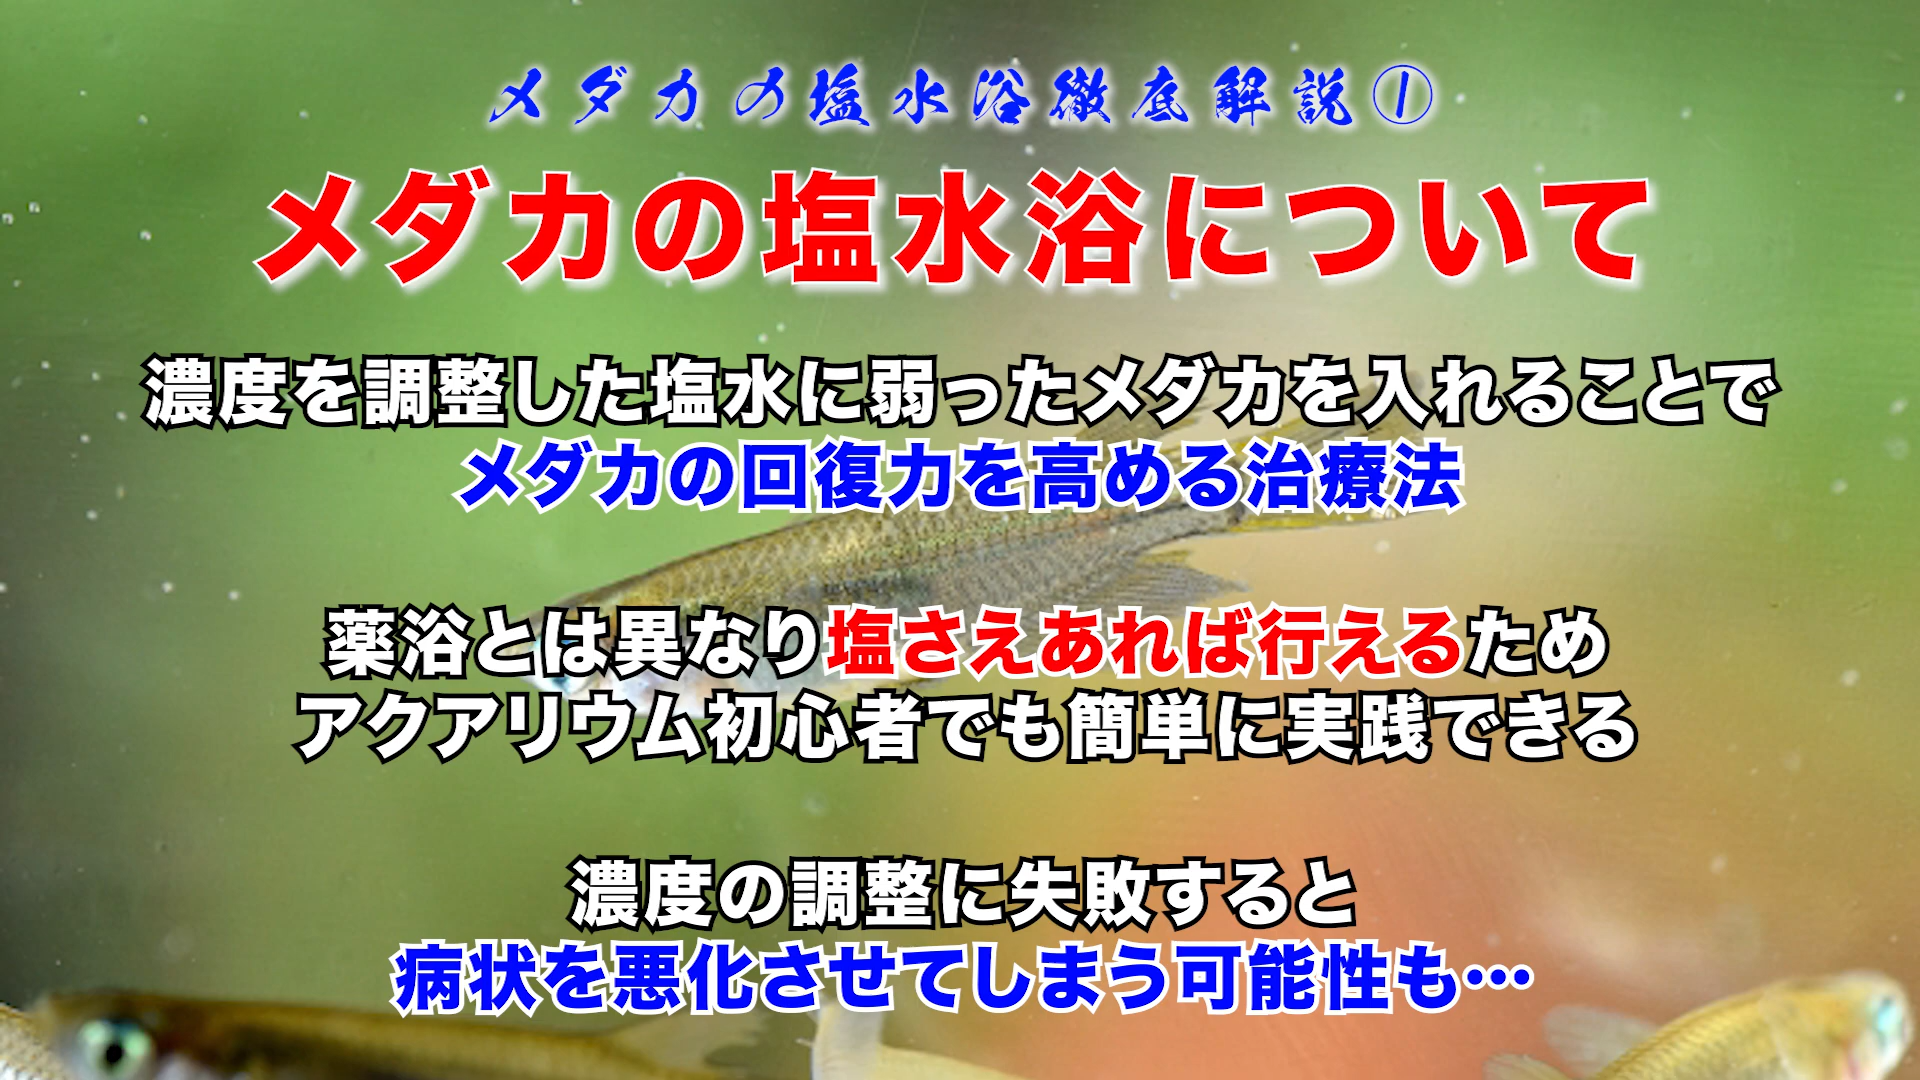 メダカの塩水浴徹底解説①
メダカの塩水浴について
濃度を調整した塩水に弱ったメダカを入れることで
メダカの回復力を高める治療法
薬浴とは異なり塩さえあれば行えるため
アクアリウム初心者でも簡単に実践できる
濃度の調整に失敗すると
病状を悪化させてしまう可能性も…